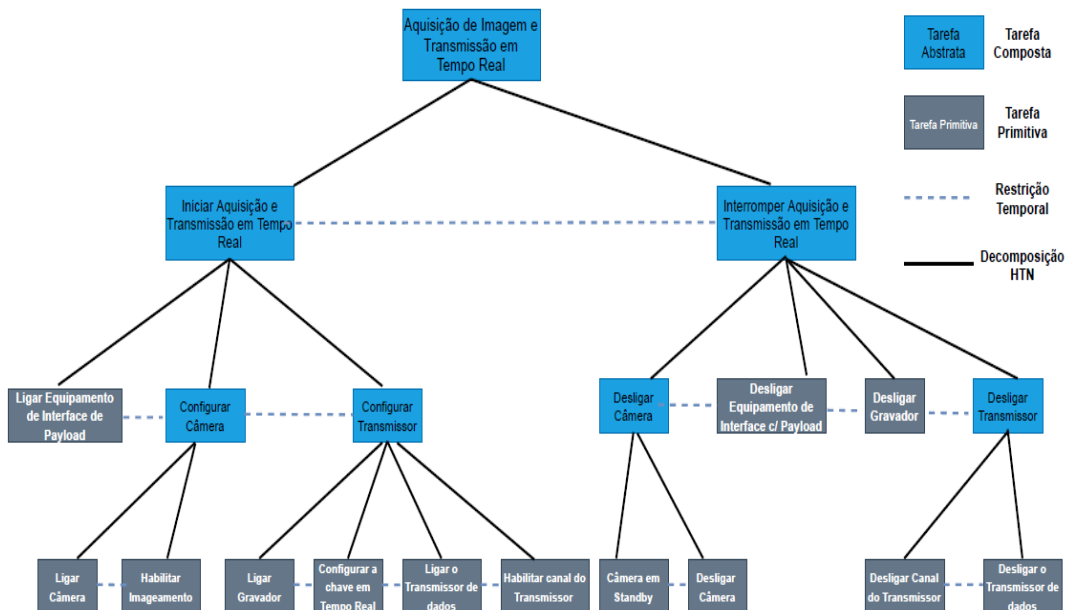 Aquisição de Imagem e
Transmissão em
Tempo Real
Tarefa
Abstrata
Tarefa
Composta
Tarefa Primitiva
Tarefa
Primitiva
Restrição
Temporal
Decomposição
HTN
Iniciar Aquisição e
Transmissão em Tempo
Real
Interromper Aquisição e
Transmissão em Tempo
Real
Ligar Equipamento
de Interface de
Payload
Configurar
Câmera
Configurar
Transmissor
Desligar
Câmera
Desligar
Equipamento de
Interface c/ Payload
Desligar
Gravador
Desligar
Transmissor
Ligar
Câmera
Habilitar
Imageamento
Ligar
Gravador
Configurar a
chave em
Tempo Real
Ligar o
Transmissor de
dados
Habilitar canal do
Transmissor
Câmera em
Standby
Desligar
Câmera
Desligar Canal
do Transmissor
Desligar o
Transmissor de
dados